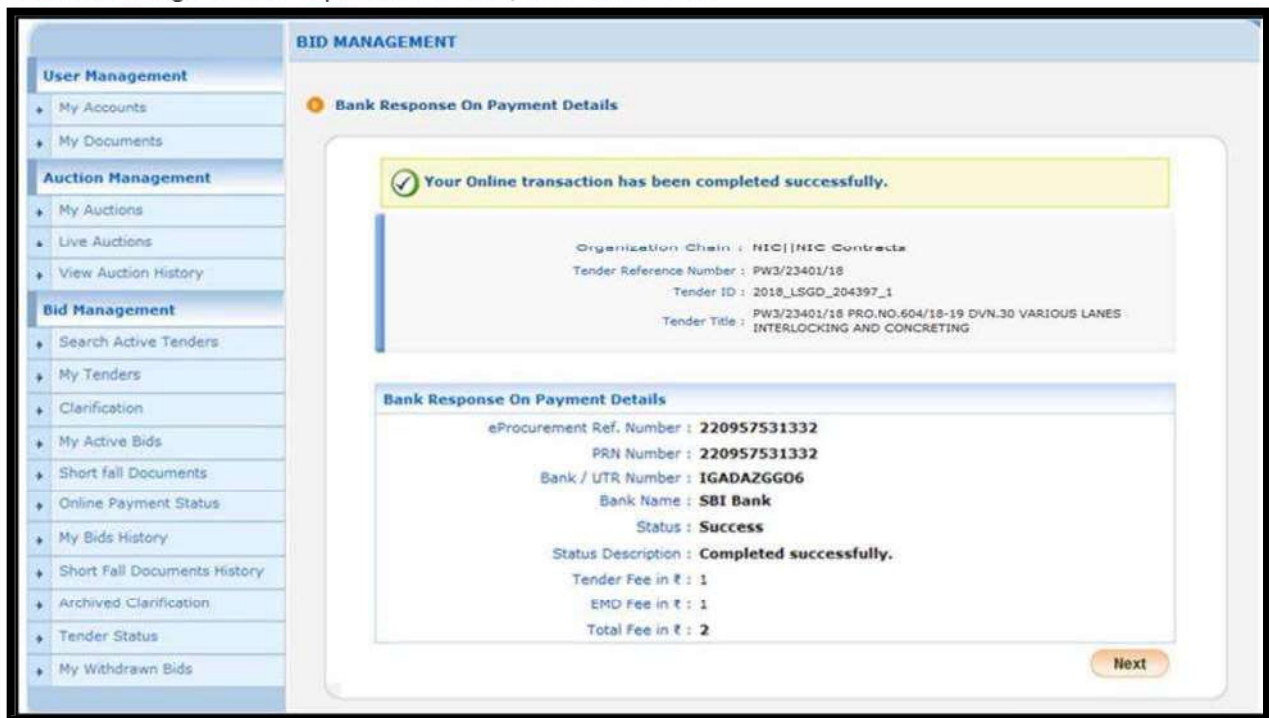 BID MANAGEMENT
User Management
My Accounts
My Documents
Auction Management
My Auctions
Live Auctions
View Auction History
Bid Management
Search Active Tenders
My Tenders
Clarification
My Active Bids
Short fall Documents
Online Payment Status
My Bids History
Short Fall Documents History
Archived Clarification
Tender Status
My Withdrawn Bids
Bank Response On Payment Details
Your Online transaction has been completed successfully.
Organization Chain : NIC||NIC Contracts
Tender Reference Number : PW3/23401/18
Tender ID : 2018_LSGD_204397_1
Tender Title : PW3/23401/18 PRO.NO.604/18-19 DVN.30 VARIOUS LANES
INTERLOCKING AND CONCRETING
Bank Response On Payment Details
eProcurement Ref. Number : 220957531332
PRN Number : 220957531332
Bank / UTR Number : IGADAZGGO6
Bank Name : SBI Bank
Status : Success
Status Description : Completed successfully.
Tender Fee in ₹ : 1
EMD Fee in ₹ : 1
Total Fee in ₹ : 2
Next